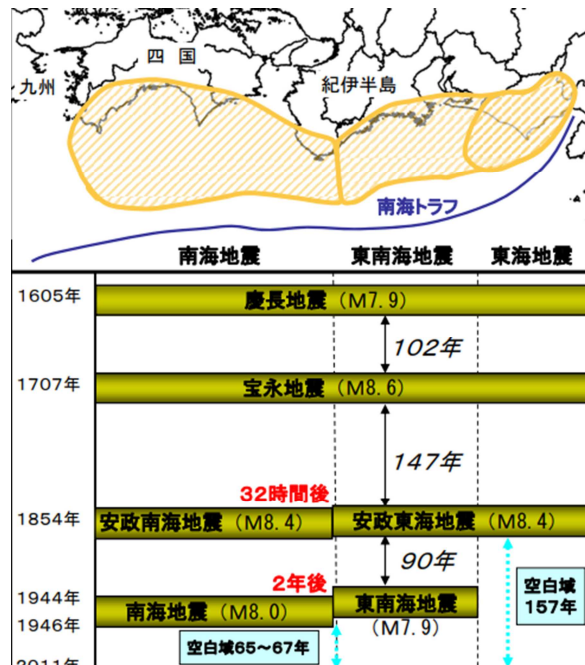 四国
九州
紀伊半島
南海トラフ
南海地震 東南海地震 東海地震
1605年 慶長地震(M7.9)
102年
1707年 宝永地震(M8.6)
147年
32時間後
1854年 安政南海地震(M8.4) 安政東海地震(M8.4)
90年
2年後
空白域
157年
1944年 南海地震(M8.0) 東南海地震
1946年 (M7.9)
空白域65~67年
2011年